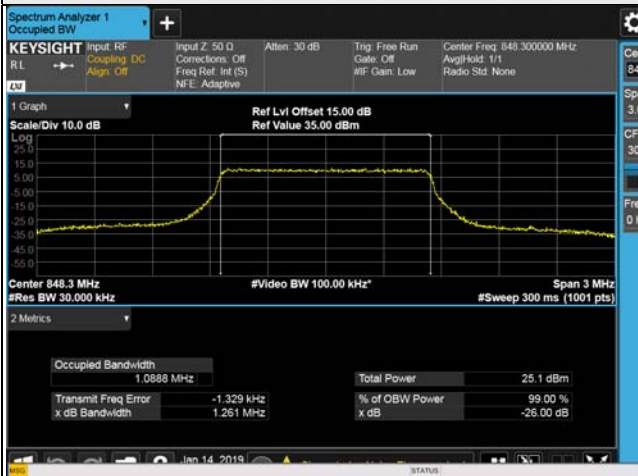 Spectrum Analyzer 1
Occupied BW
+
KEYSIGHT
Input: RF
Input Z: 50 Ω
Atten: 30 dB
Trig: Free Run
Center Freq: 848.300000 MHz
RL
Coupling: DC
Corrections: Off
Gate: Off
Avg|Hold: 1/1
Align: Off
Freq Ref: Int (S)
#IF Gain: Low
Radio Std: None
NFE: Adaptive
LXI
1 Graph
Ref Lvl Offset 15.00 dB
Scale/Div 10.0 dB
Ref Value 35.00 dBm
Log
25.0
15.0
5.00
-5.00
-15.0
-25.0
-35.0
-45.0
-55.0
Center 848.3 MHz
#Video BW 100.00 kHz*
Span 3 MHz
#Res BW 30.000 kHz
#Sweep 300 ms (1001 pts)
2 Metrics
Occupied Bandwidth
1.0888 MHz
Total Power
25.1 dBm
Transmit Freq Error
-1.329 kHz
% of OBW Power
99.00 %
x dB Bandwidth
1.261 MHz
x dB
-26.00 dB
Jan 14, 2019
MSG
STATUS